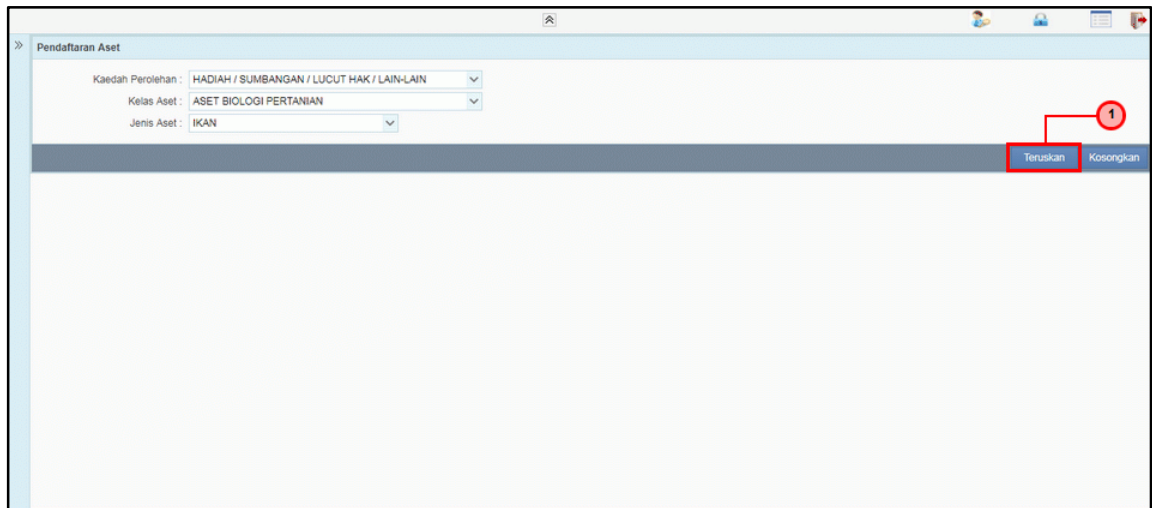 Pendaftaran Aset
Kaedah Perolehan : HADIAH / SUMBANGAN / LUCUT HAK / LAIN-LAIN
Kelas Aset : ASET BIOLOGI PERTANIAN
Jenis Aset : IKAN
1
Teruskan Kosongkan